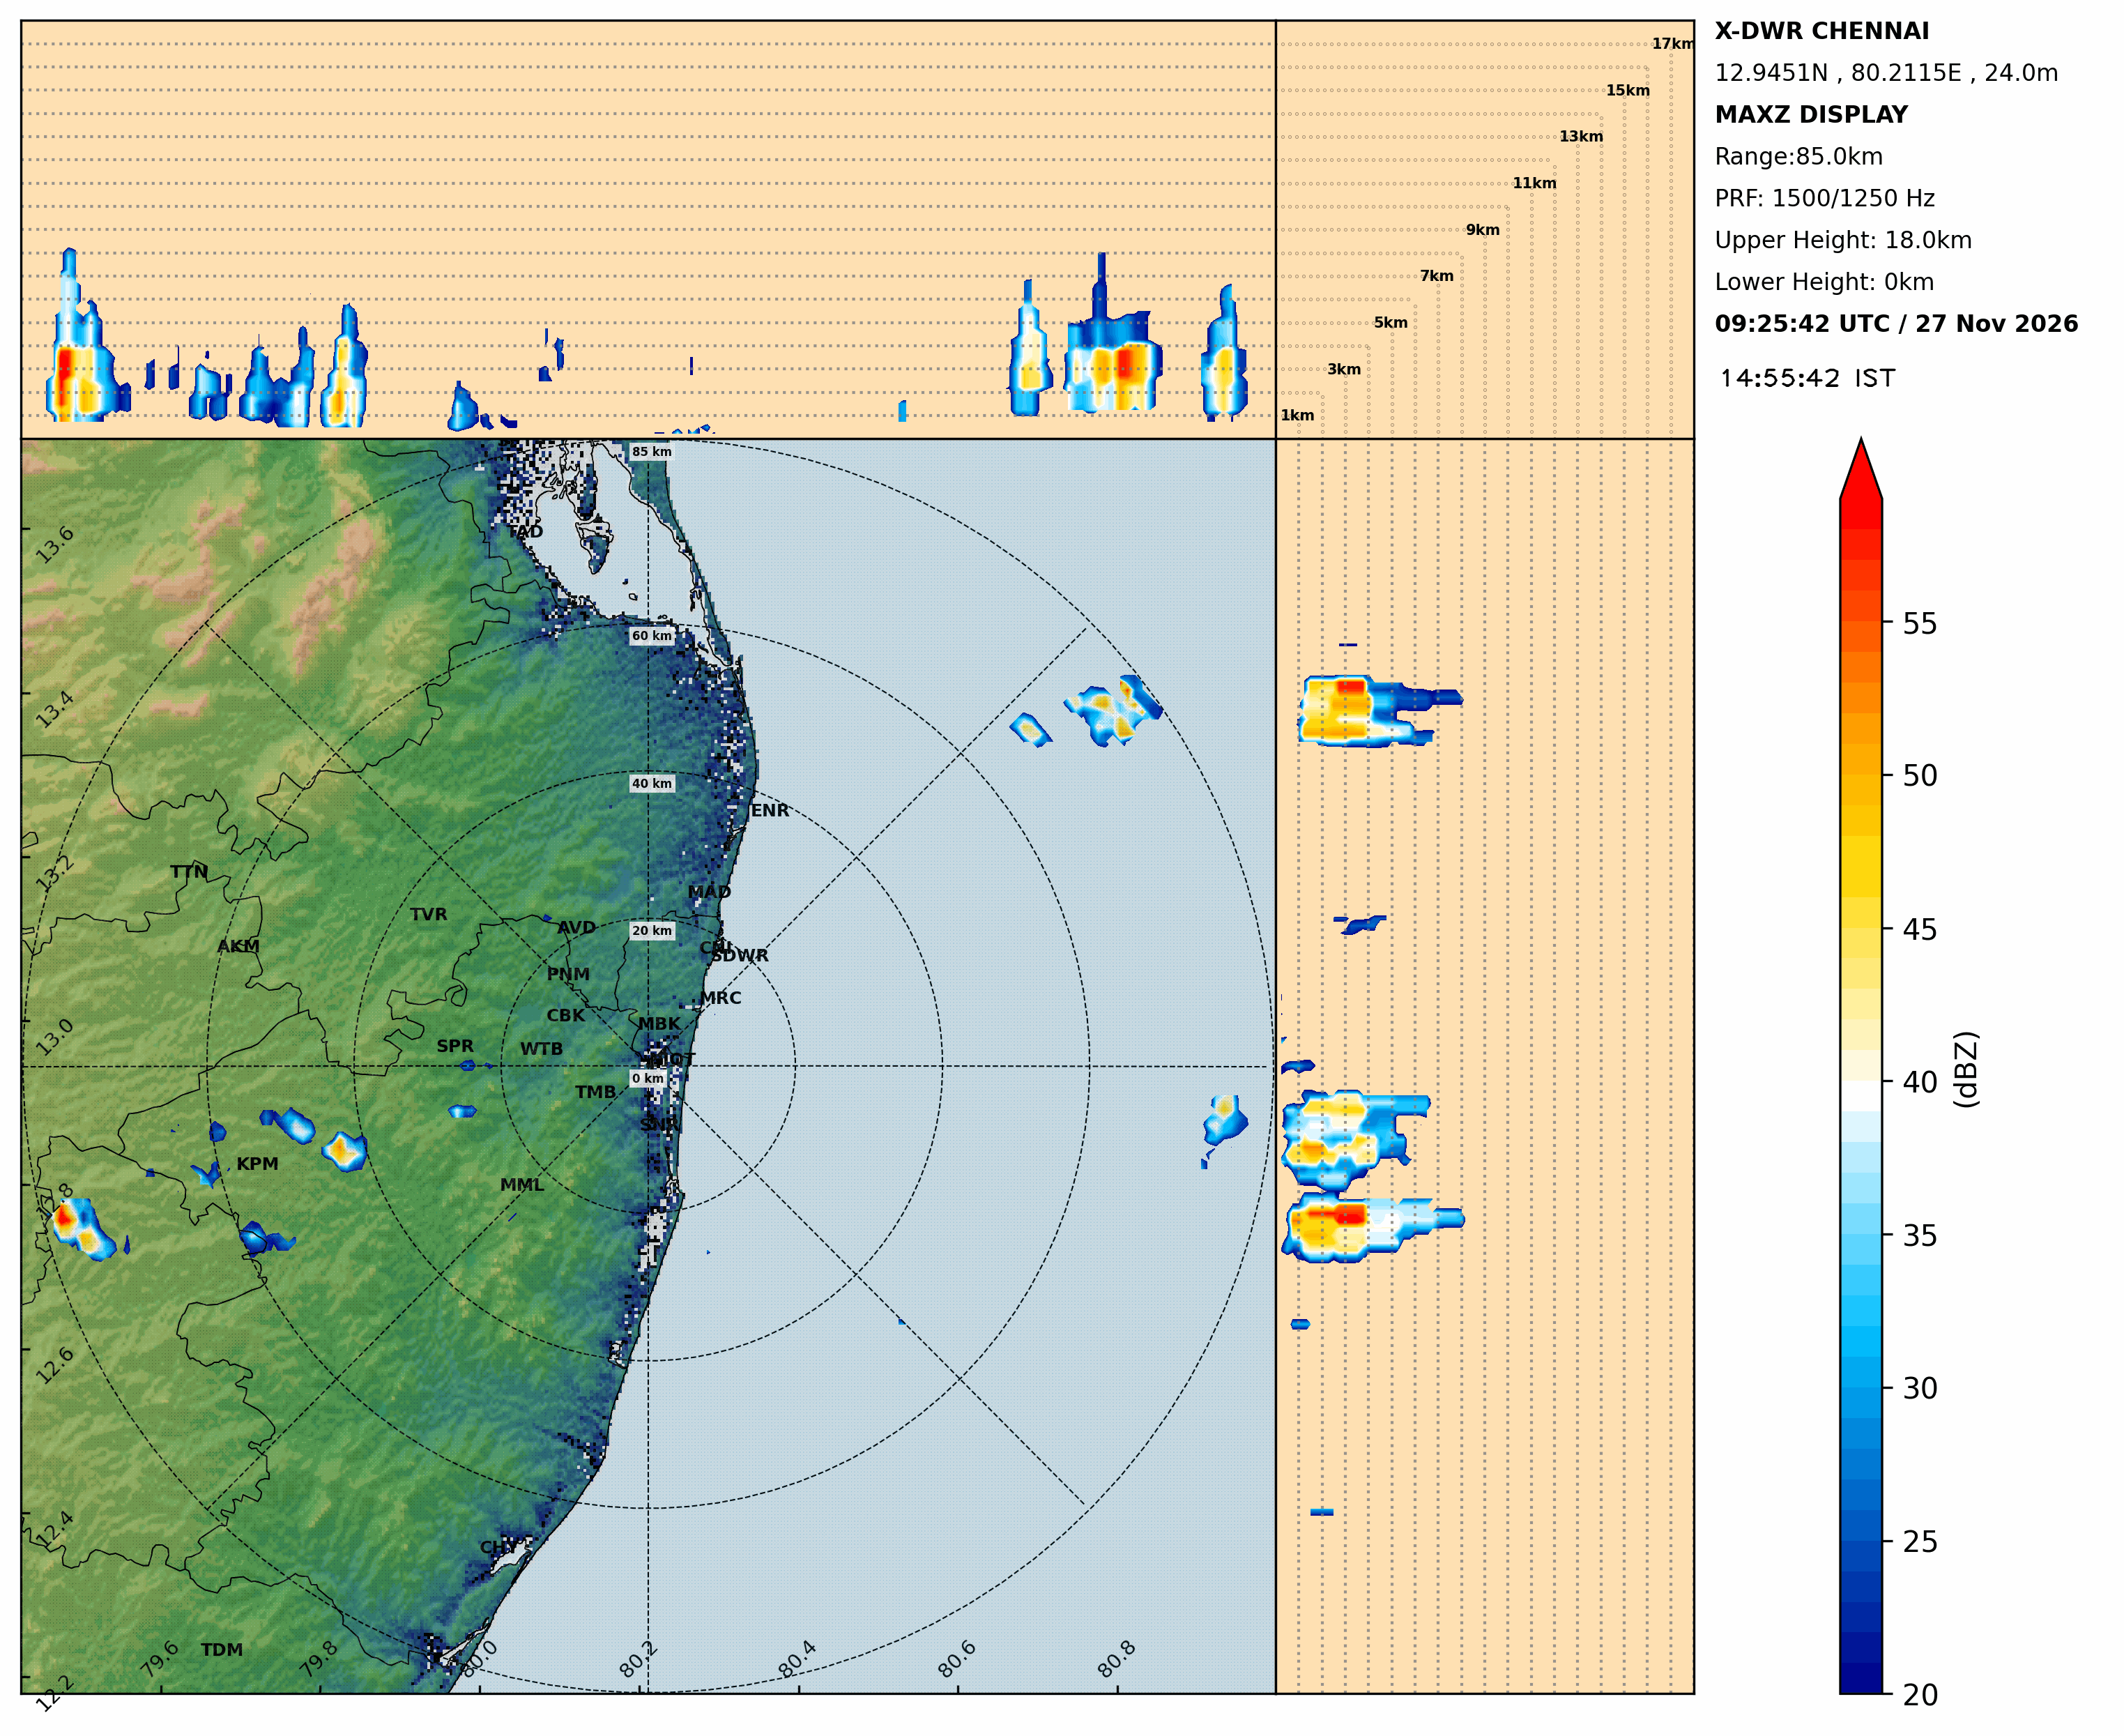 X-DWR CHENNAI
12.9451N , 80.2115E , 24.0m
MAXZ DISPLAY
Range:85.0km
PRF: 1500/1250 Hz
Upper Height: 18.0km
Lower Height: 0km
09:25:42 UTC / 27 Nov 2026
14:55:42 IST
17km
15km
13km
11km
9km
7km
5km
3km
1km
85 km
TAD
13.6
60 km
13.4
40 km
ENR
13.2
TTN
MAD
TVR
AVD
20 km
AKM
SDWR
PNM
MRC
CBK
MBK
13.0
SPR
WTB
0 km
TMB
SNR
KPM
MML
12.8
12.6
12.4
CHY
TDM
12.2
79.6
79.8
80.0
80.2
80.4
80.6
80.8
55
50
45
40
35
30
25
20
(dBZ)